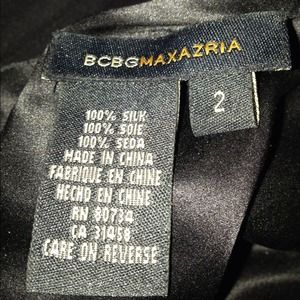 BCBGMAXAZRIA
2
100% SILK
100% SOIE
100% SEDA
MADE IN CHINA
FABRIQUE EN CHINE
HECHO EN CHINE
RN 80734
CA 31458
CARE ON REVERSE